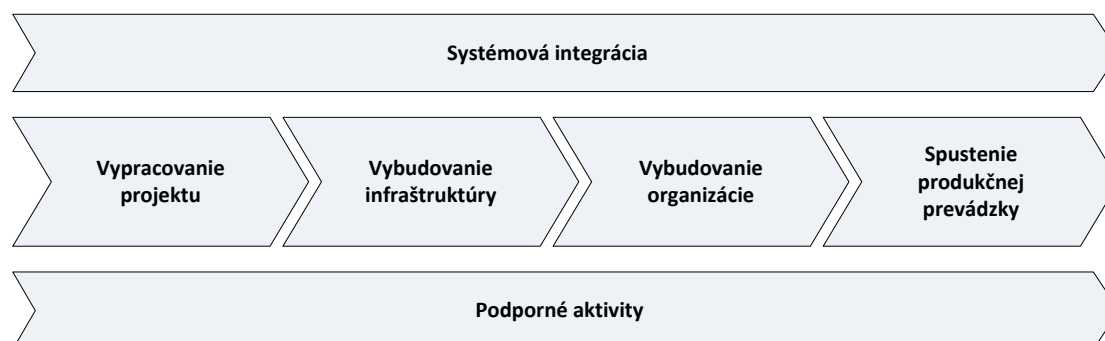 Systémová integrácia
Vypracovanie
projektu
Vybudovanie
infraštruktúry
Vybudovanie
organizácie
Spustenie
produkčnej
prevádzky
Podporné aktivity